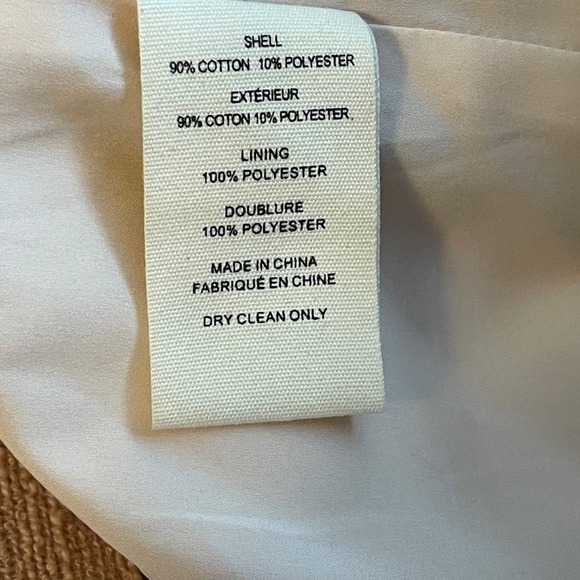 SHELL
90% COTTON 10% POLYESTER
EXTÉRIEUR
90% COTON 10% POLYESTER.
LINING
100% POLYESTER
DOUBLURE
100% POLYESTER
MADE IN CHINA
FABRIQUÉ EN CHINE
DRY CLEAN ONLY